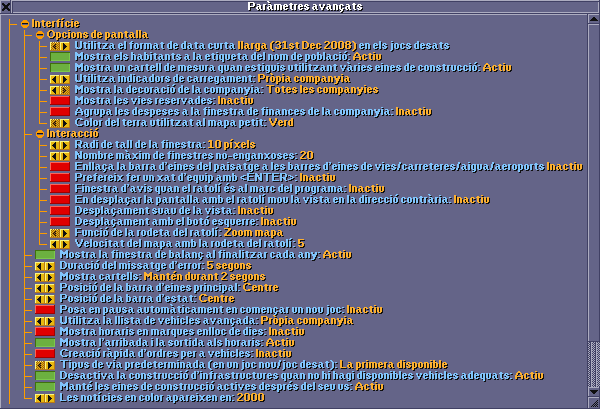 Paràmetres avançats
Interfície
Opcions de pantalla
Utilitza el format de data curta llarga (31st Dec 2008) en els jocs desats
Mostra els habitants a la etiqueta del nom de població: Actiu
Mostra un cartell de mesura quan estiguis utilitzant vàries eines de construcció: Actiu
Utilitza indicadors de carregament: Pròpia companyia
Mostra la decoració de la companyia: Totes les companyies
Mostra les vies reservades: Inactiu
Agrupa les despeses a la finestra de finances de la companyia: Inactiu
Color del terra utilitzat al mapa petit: Verd
Interacció
Radi de tall de la finestra: 10 píxels
Nombre màxim de finestres no-enganxoses: 20
Enllaça la barra d'eines del paisatge a les barres d'eines de vies/carreteres/aigua/aeroports Inactiu
Prefereix fer un xat d'equip amb <ENTER>: Inactiu
Finestra d'avis quan el ratolí és al marc del programa: Inactiu
En desplaçar la pantalla amb el ratolí mou la vista en la direcció contrària: Inactiu
Desplaçament suau de la vista: Inactiu
Desplaçament amb el botó esquerre: Inactiu
Funció de la rodeta del ratolí: Zoom mapa
Velocitat del mapa amb la rodeta del ratolí: 5
Mostra la finestra de balanç al finalitzar cada any: Actiu
Duració del missatge d'error: 5 segons
Mostra cartells: Mantén durant 2 segons
Posició de la barra d'eines principal: Centre
Posició de la barra d'estat: Centre
Posa en pausa automàticament en començar un nou joc: Inactiu
Utilitza la llista de vehicles avançada: Pròpia companyia
Mostra horaris en marques enlloc de dies: Inactiu
Mostra l'arribada i la sortida als horaris: Actiu
Creació ràpida d'ordres per a vehicles: Inactiu
Tipus de via predeterminada (en un joc nou/joc desat): La primera disponible
Desactiva la construcció d'infrastructures quan no hi hagi disponibles vehicles adequats: Actiu
Manté les eines de construcció actives després del seu us: Actiu
Les notícies en color apareixen en: 2000